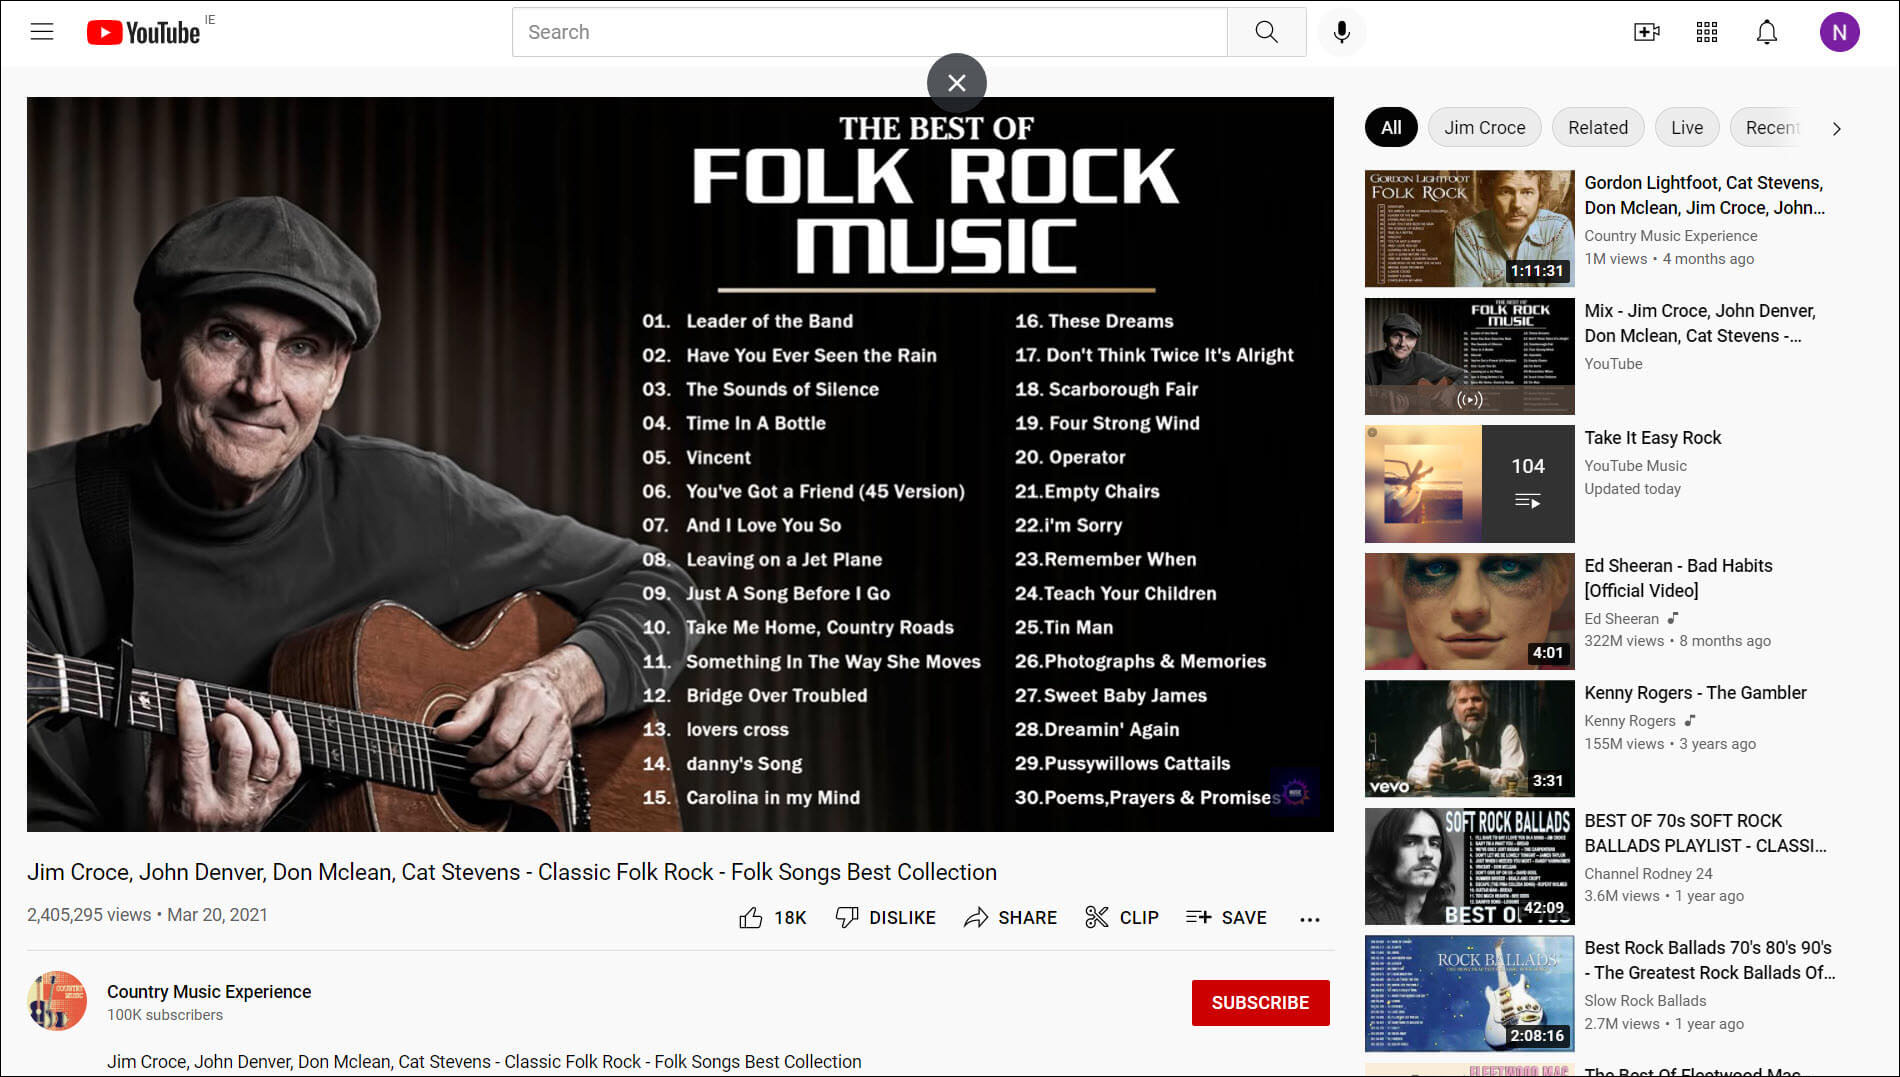 YouTube IE
Search
N
THE BEST OF
FOLK ROCK
MUSIC
01. Leader of the Band
02. Have You Ever Seen the Rain
03. The Sounds of Silence
04. Time In A Bottle
05. Vincent
06. You've Got a Friend (45 Version)
07. And I Love You So
08. Leaving on a Jet Plane
09. Just A Song Before I Go
10. Take Me Home, Country Roads
11. Something In The Way She Moves
12. Bridge Over Troubled
13. lovers cross
14. danny's Song
15. Carolina in my Mind
16. These Dreams
17. Don't Think Twice It's Alright
18. Scarborough Fair
19. Four Strong Wind
20. Operator
21.Empty Chairs
22.i'm Sorry
23.Remember When
24.Teach Your Children
25.Tin Man
26.Photographs & Memories
27.Sweet Baby James
28.Dreamin' Again
29.Pussywillows Cattails
30.Poems,Prayers & Promises
Jim Croce, John Denver, Don Mclean, Cat Stevens - Classic Folk Rock - Folk Songs Best Collection
2,405,295 views • Mar 20, 2021
18K DISLIKE SHARE CLIP SAVE ...
Country Music Experience
100K subscribers
SUBSCRIBE
Jim Croce, John Denver, Don Mclean, Cat Stevens - Classic Folk Rock - Folk Songs Best Collection
All Jim Croce Related Live Recent
GORDON LIGHTFOOT
FOLK ROCK
1:11:31
Gordon Lightfoot, Cat Stevens,
Don Mclean, Jim Croce, John...
Country Music Experience
1M views • 4 months ago
THE BEST OF
FOLK ROCK
MUSIC
Mix - Jim Croce, John Denver,
Don Mclean, Cat Stevens -...
YouTube
104
Take It Easy Rock
YouTube Music
Updated today
4:01
Ed Sheeran - Bad Habits
[Official Video]
Ed Sheeran
322M views • 8 months ago
vevo
3:31
Kenny Rogers - The Gambler
Kenny Rogers
155M views • 3 years ago
SOFT ROCK BALLADS
BEST OF 70s
42:09
BEST OF 70s SOFT ROCK
BALLADS PLAYLIST - CLASSI...
Channel Rodney 24
3.6M views • 1 year ago
ROCK BALLADS
2:08:16
Best Rock Ballads 70's 80's 90's
- The Greatest Rock Ballads Of...
Slow Rock Ballads
2.7M views • 1 year ago
FLEETWOOD MAC
The Best Of Fleetwood Mac